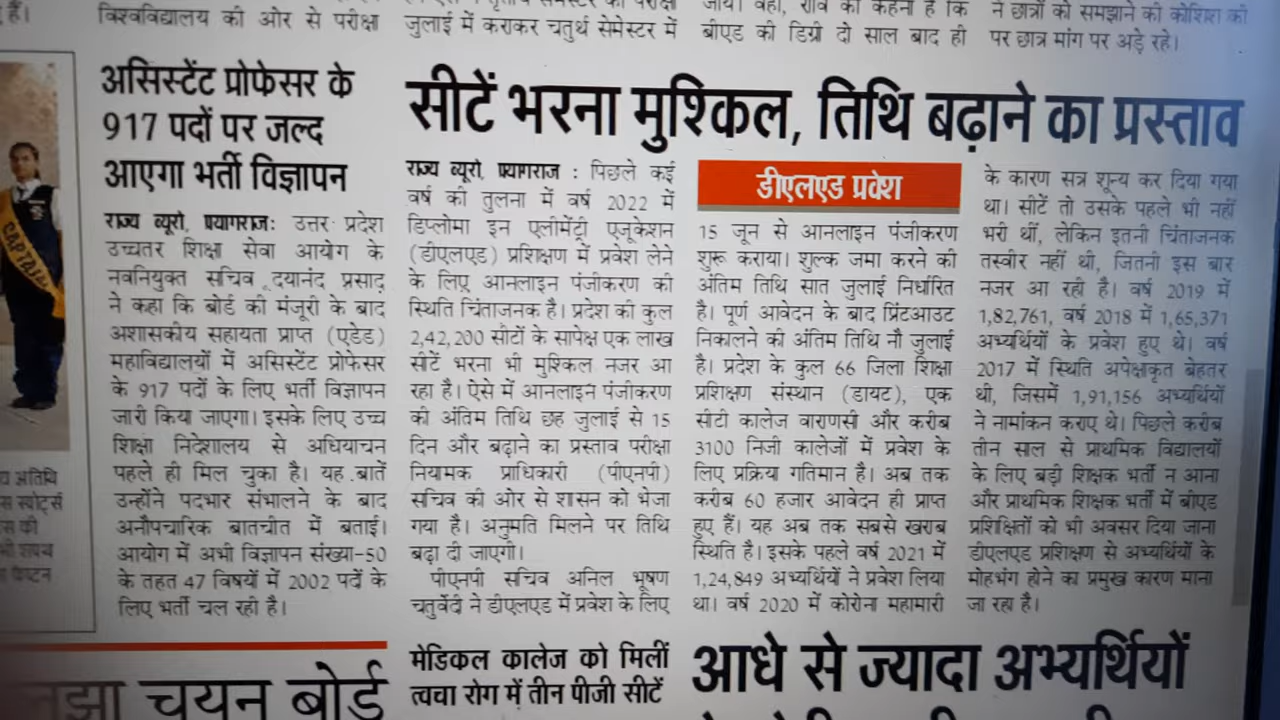 हैं।
विश्वविद्यालय की ओर से परीक्षा
जुलाई में कराकर चतुर्थ सेमेस्टर में
बीएड की डिग्री दो साल बाद ही
ने छात्रों को समझाने की कोशिश की
पर छात्र मांग पर अड़े रहे।
असिस्टेंट प्रोफेसर के
917 पदों पर जल्द
आएगा भर्ती विज्ञापन
राज्य ब्यूरो, प्रयागराजः उत्तर प्रदेश
उच्चतर शिक्षा सेवा आयोग के
नवनियुक्त सचिव दयानंद प्रसाद
ने कहा कि बोर्ड की मंजूरी के बाद
अशासकीय सहायता प्राप्त (एडेड)
महाविद्यालयों में असिस्टेंट प्रोफेसर
के 917 पदों के लिए भर्ती विज्ञापन
जारी किया जाएगा। इसके लिए उच्च
शिक्षा निदेशालय से अधियाचन
पहले ही मिल चुका है। यह बातें
उन्होंने पदभार संभालने के बाद
अनौपचारिक बातचीत में बताई।
आयोग में अभी विज्ञापन संख्या-50
के तहत 47 विषयों में 2002 पदों के
लिए भर्ती चल रही है।
सीटें भरना मुश्किल, तिथि बढ़ाने का प्रस्ताव
राज्य ब्यूरो, प्रयागराज : पिछले कई
वर्ष की तुलना में वर्ष 2022 में
डिप्लोमा इन एलीमेंट्री एजूकेशन
(डीएलएड) प्रशिक्षण में प्रवेश लेने
के लिए आनलाइन पंजीकरण की
स्थिति चिंताजनक है। प्रदेश की कुल
2,42,200 सीटों के सापेक्ष एक लाख
सीटें भरना भी मुश्किल नजर आ
रहा है। ऐसे में आनलाइन पंजीकरण
की अंतिम तिथि छह जुलाई से 15
दिन और बढ़ाने का प्रस्ताव परीक्षा
नियामक प्राधिकारी (पीएनपी)
सचिव की ओर से शासन को भेजा
गया है। अनुमति मिलने पर तिथि
बढ़ा दी जाएगी।
पीएनपी सचिव अनिल भूषण
चतुर्वेदी ने डीएलएड में प्रवेश के लिए
डीएलएड प्रवेश
15 जून से आनलाइन पंजीकरण
शुरू कराया। शुल्क जमा करने की
अंतिम तिथि सात जुलाई निर्धारित
है। पूर्ण आवेदन के बाद प्रिंटआउट
निकालने की अंतिम तिथि नौ जुलाई
है। प्रदेश के कुल 66 जिला शिक्षा
प्रशिक्षण संस्थान (डायट), एक
सीटी कालेज वाराणसी और करीब
3100 निजी कालेजों में प्रवेश के
लिए प्रक्रिया गतिमान है। अब तक
करीब 60 हजार आवेदन ही प्राप्त
हुए हैं। यह अब तक सबसे खराब
स्थिति है। इसके पहले वर्ष 2021 में
1,24,849 अभ्यर्थियों ने प्रवेश लिया
था। वर्ष 2020 में कोरोना महामारी
के कारण सत्र शून्य कर दिया गया
था। सीटें तो उसके पहले भी नहीं
भरी थीं, लेकिन इतनी चिंताजनक
तस्वीर नहीं थी, जितनी इस बार
नजर आ रही है। वर्ष 2019 में
1,82,761, वर्ष 2018 में 1,65,371
अभ्यर्थियों के प्रवेश हुए थे। वर्ष
2017 में स्थिति अपेक्षाकृत बेहतर
थी, जिसमें 1,91,156 अभ्यर्थियों
ने नामांकन कराए थे। पिछले करीब
तीन साल से प्राथमिक विद्यालयों
के लिए बड़ी शिक्षक भर्ती न आना
और प्राथमिक शिक्षक भर्ती में बीएड
प्रशिक्षितों को भी अवसर दिया जाना
डीएलएड प्रशिक्षण से अभ्यर्थियों के
मोहभंग होने का प्रमुख कारण माना
जा रहा है।
CAPTAIN
अतिथि
चयन बोर्ड
मेडिकल कालेज को मिलीं
त्वचा रोग में तीन पीजी सीटें
आधे से ज्यादा अभ्यर्थियों